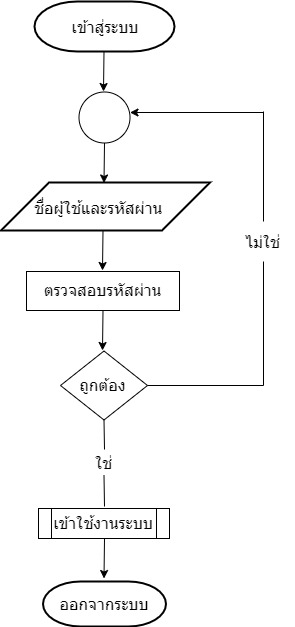 เข้าสู่ระบบ
ชื่อผู้ใช้และรหัสผ่าน
ไม่ใช่
ตรวจสอบรหัสผ่าน
ถูกต้อง
ใช่
เข้าใช้งานระบบ
ออกจากระบบ